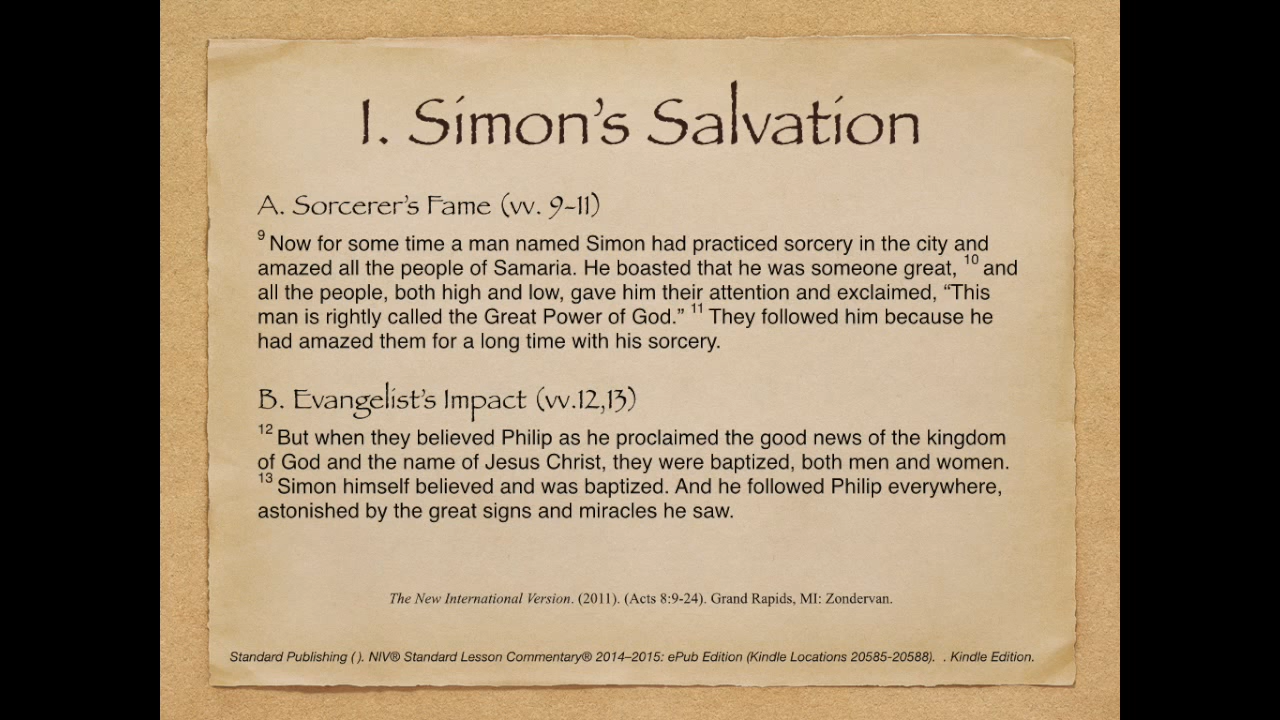 I. Simon's Salvation
A. Sorcerer's Fame (vv. 9-11)
9 Now for some time a man named Simon had practiced sorcery in the city and
amazed all the people of Samaria. He boasted that he was someone great, 10 and
all the people, both high and low, gave him their attention and exclaimed, “This
man is rightly called the Great Power of God.” 11 They followed him because he
had amazed them for a long time with his sorcery.
B. Evangelist's Impact (vv.12,13)
12 But when they believed Philip as he proclaimed the good news of the kingdom
of God and the name of Jesus Christ, they were baptized, both men and women.
13 Simon himself believed and was baptized. And he followed Philip everywhere,
astonished by the great signs and miracles he saw.
The New International Version. (2011). (Acts 8:9-24). Grand Rapids, MI: Zondervan.
Standard Publishing ( ). NIV® Standard Lesson Commentary® 2014–2015: ePub Edition (Kindle Locations 20585-20588). . Kindle Edition.